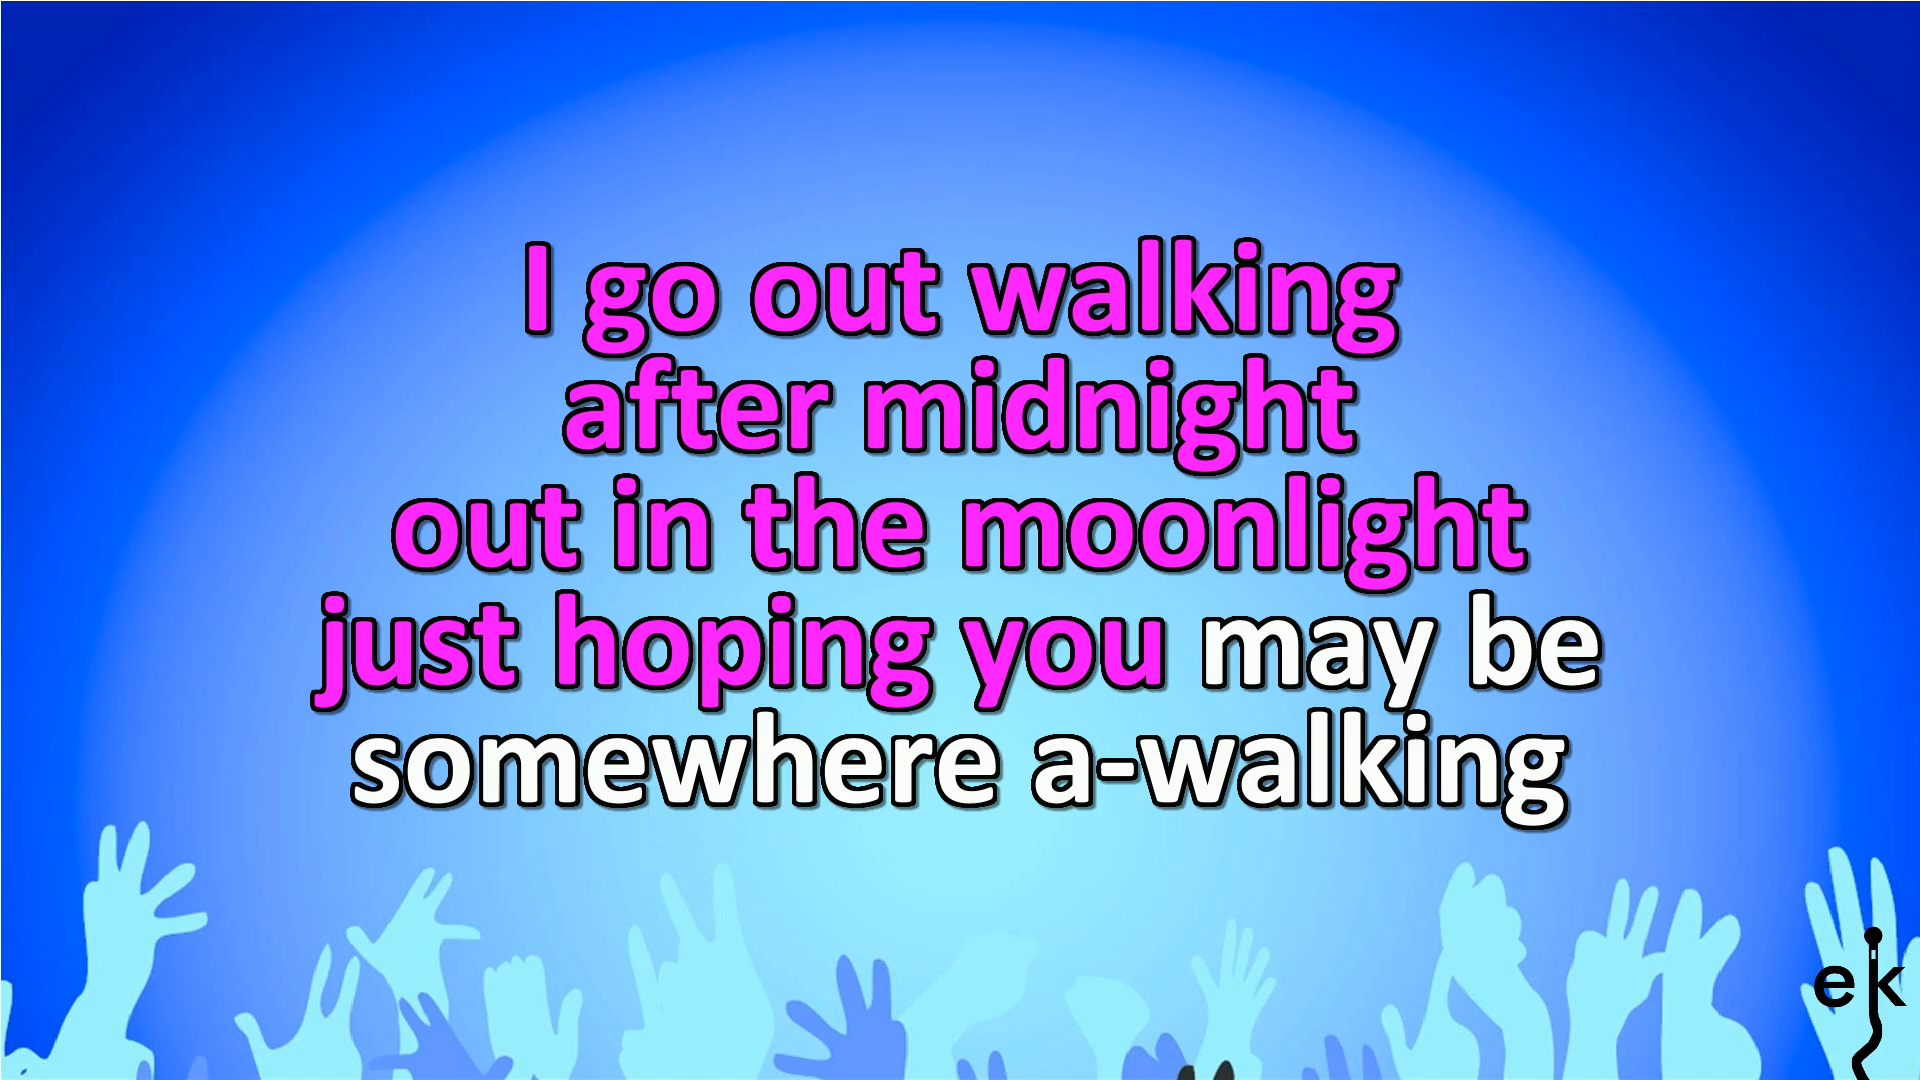 I go out walking
after midnight
out in the moonlight
just hoping you may be
somewhere a-walking
ek